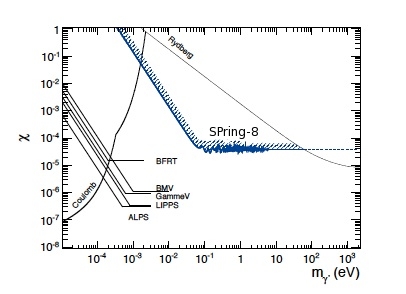 1
10⁻¹
10⁻²
10⁻³
10⁻⁴
10⁻⁵
10⁻⁶
10⁻⁷
10⁻⁸
χ
Rydberg
SPring-8
Coulomb
BFRT
BMV
GammeV
LIPPS
ALPS
10⁻⁴ 10⁻³ 10⁻² 10⁻¹ 1 10 10² 10³
mᵧ' (eV)